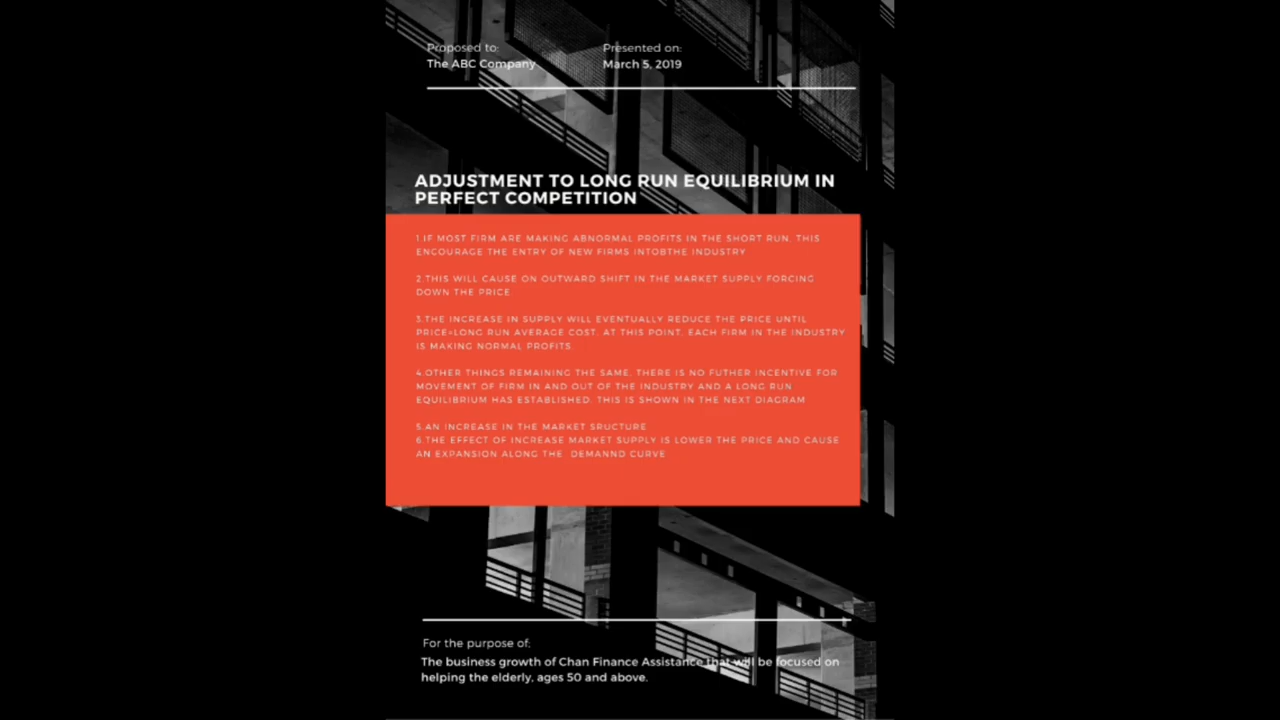 Proposed to:
The ABC Company
Presented on:
March 5, 2019
ADJUSTMENT TO LONG RUN EQUILIBRIUM IN
PERFECT COMPETITION
1.IF MOST FIRM ARE MAKING ABNORMAL PROFITS IN THE SHORT RUN, THIS
ENCOURAGE THE ENTRY OF NEW FIRMS INTOBTHE INDUSTRY
2.THIS WILL CAUSE ON OUTWARD SHIFT IN THE MARKET SUPPLY FORCING
DOWN THE PRICE
3.THE INCREASE IN SUPPLY WILL EVENTUALLY REDUCE THE PRICE UNTIL
PRICE=LONG RUN AVERAGE COST. AT THIS POINT, EACH FIRM IN THE INDUSTRY
IS MAKING NORMAL PROFITS
4.OTHER THINGS REMAINING THE SAME, THERE IS NO FUTHER INCENTIVE FOR
MOVEMENT OF FIRM IN AND OUT OF THE INDUSTRY AND A LONG RUN
EQUILIBRIUM HAS ESTABLISHED. THIS IS SHOWN IN THE NEXT DIAGRAM
5.AN INCREASE IN THE MARKET SRUCTURE
6.THE EFFECT OF INCREASE MARKET SUPPLY IS LOWER THE PRICE AND CAUSE
AN EXPANSION ALONG THE DEMANND CURVE
For the purpose of:
The business growth of Chan Finance Assistance that will be focused on
helping the elderly, ages 50 and above.